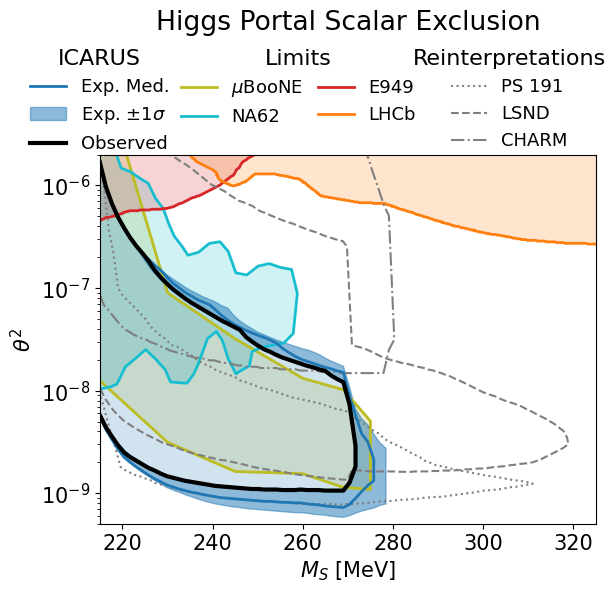 Higgs Portal Scalar Exclusion
ICARUS
Exp. Med.
Exp. ±1σ
Observed
Limits
μBooNE
NA62
E949
LHCb
Reinterpretations
PS 191
LSND
CHARM
θ²
10⁻⁶
10⁻⁷
10⁻⁸
10⁻⁹
220 240 260 280 300 320
M_S [MeV]